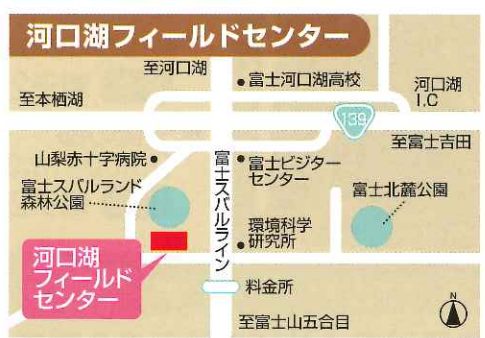 河口湖フィールドセンター
至河口湖
富士河口湖高校
河口湖
I.C
至本栖湖
139
至富士吉田
山梨赤十字病院
富士ビジター
センター
富士スバルランド
森林公園
富士スバルライン
富士北麓公園
環境科学
研究所
河口湖
フィールド
センター
料金所
至富士山五合目
N